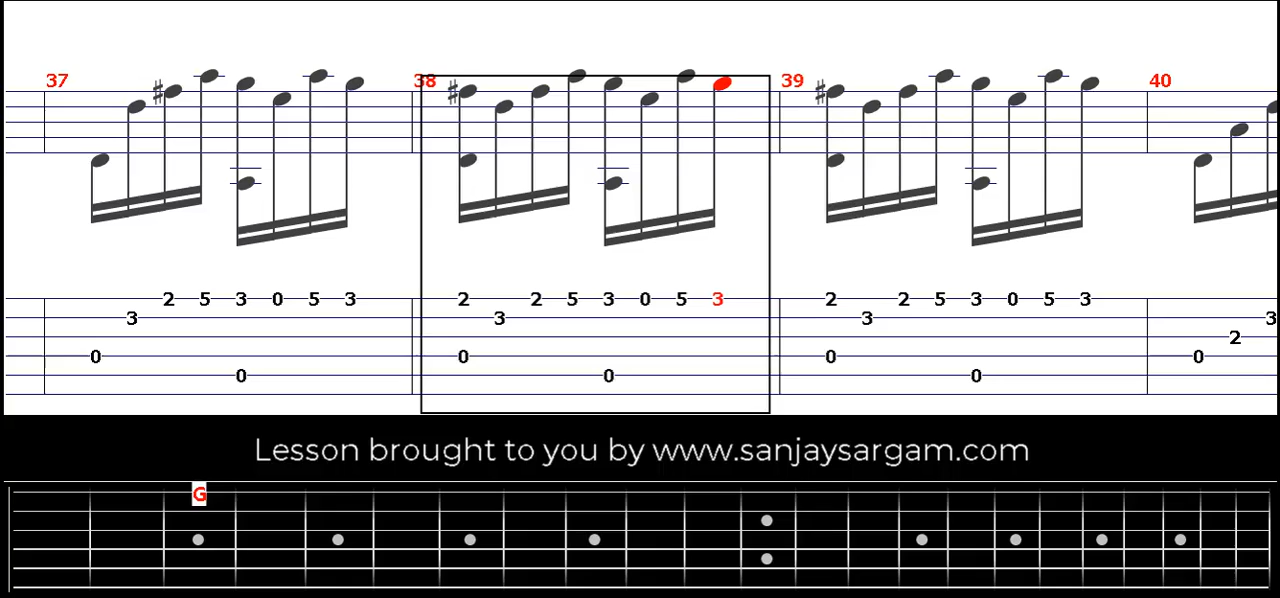 37 38 39 40
♯ ♯ ♯
2 5 3 0 5 3 2 2 5 3 0 5 3 2 2 5 3 0 5 3
3 3 3 3
2
0 0 0 0
0 0 0
Lesson brought to you by www.sanjaysargam.com
G